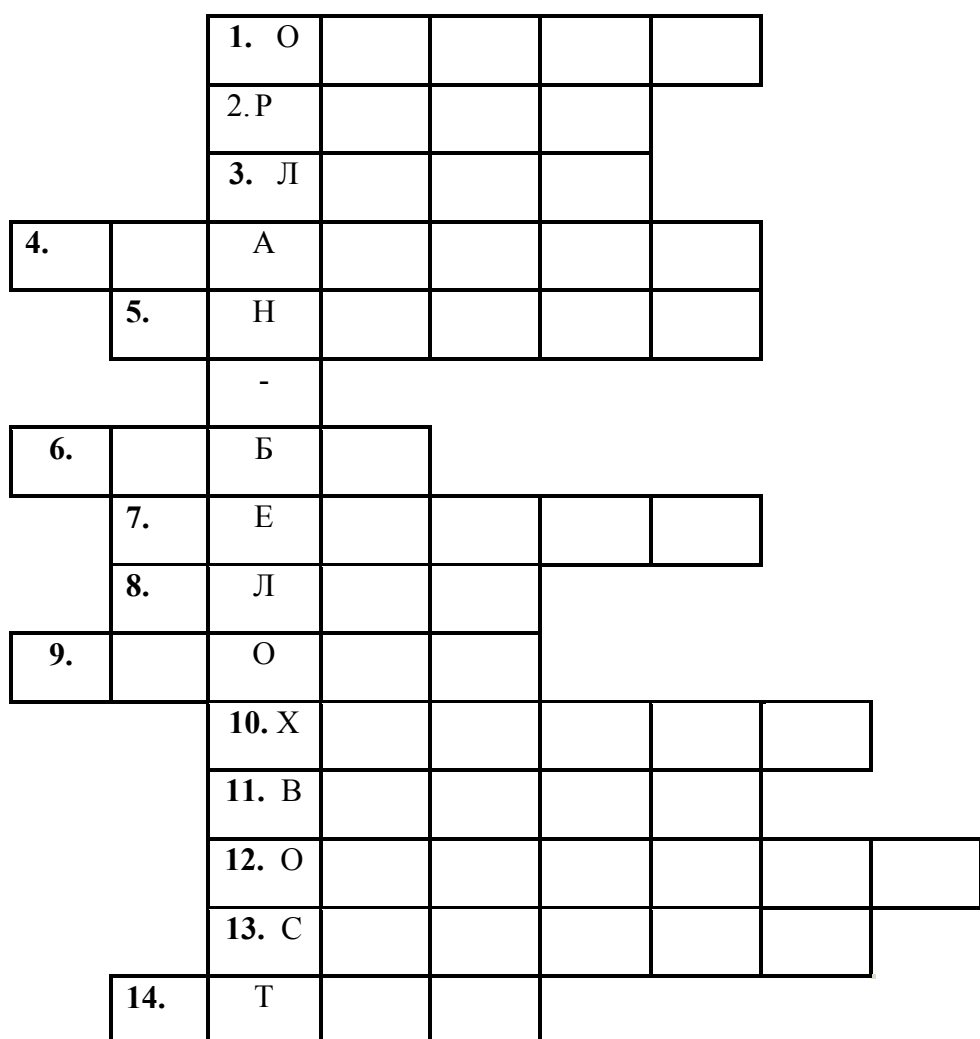 1. О
2. Р
3. Л
4. А
5. Н
-
6. Б
7. Е
8. Л
9. О
10. Х
11. В
12. О
13. С
14. Т